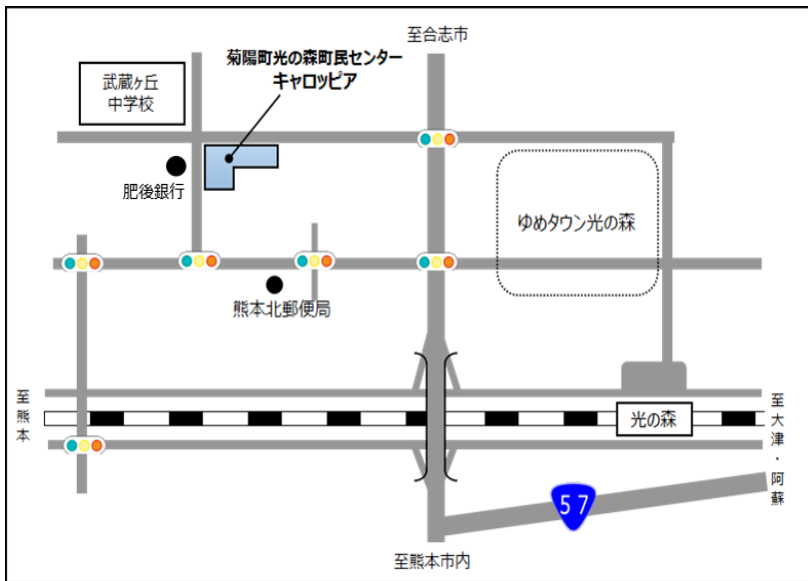 至合志市
菊陽町光の森町民センター
キャロッピア
武蔵ヶ丘
中学校
肥後銀行
ゆめタウン光の森
熊本北郵便局
至熊本
光の森
至大津・阿蘇
57
至熊本市内